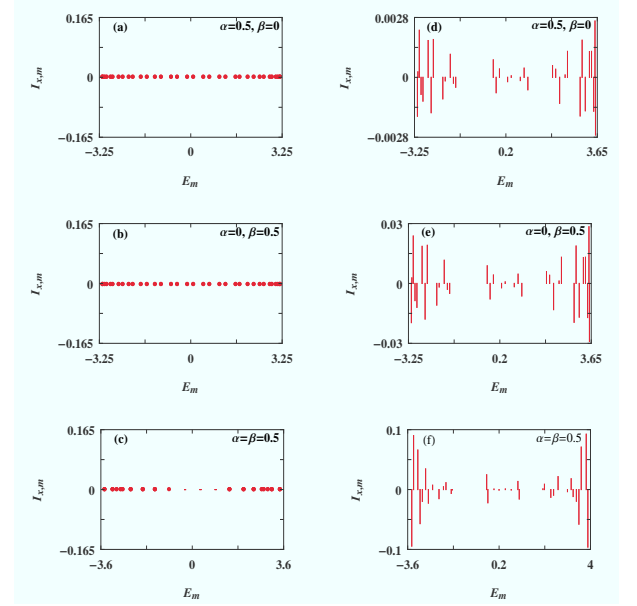 0.165
(a)
α=0.5, β=0
I_{x,m}
0
−0.165
−3.25
0
3.25
E_m
0.0028
(d)
α=0.5, β=0
I_{x,m}
0
−0.0028
−3.25
0.2
3.65
E_m
0.165
(b)
α=0, β=0.5
I_{x,m}
0
−0.165
−3.25
0
3.25
E_m
0.03
(e)
α=0, β=0.5
I_{x,m}
0
−0.03
−3.25
0.2
3.65
E_m
0.165
(c)
α=β=0.5
I_{x,m}
0
−0.165
−3.6
0
3.6
E_m
0.1
(f)
α=β=0.5
I_{x,m}
0
−0.1
−3.6
0.2
4
E_m